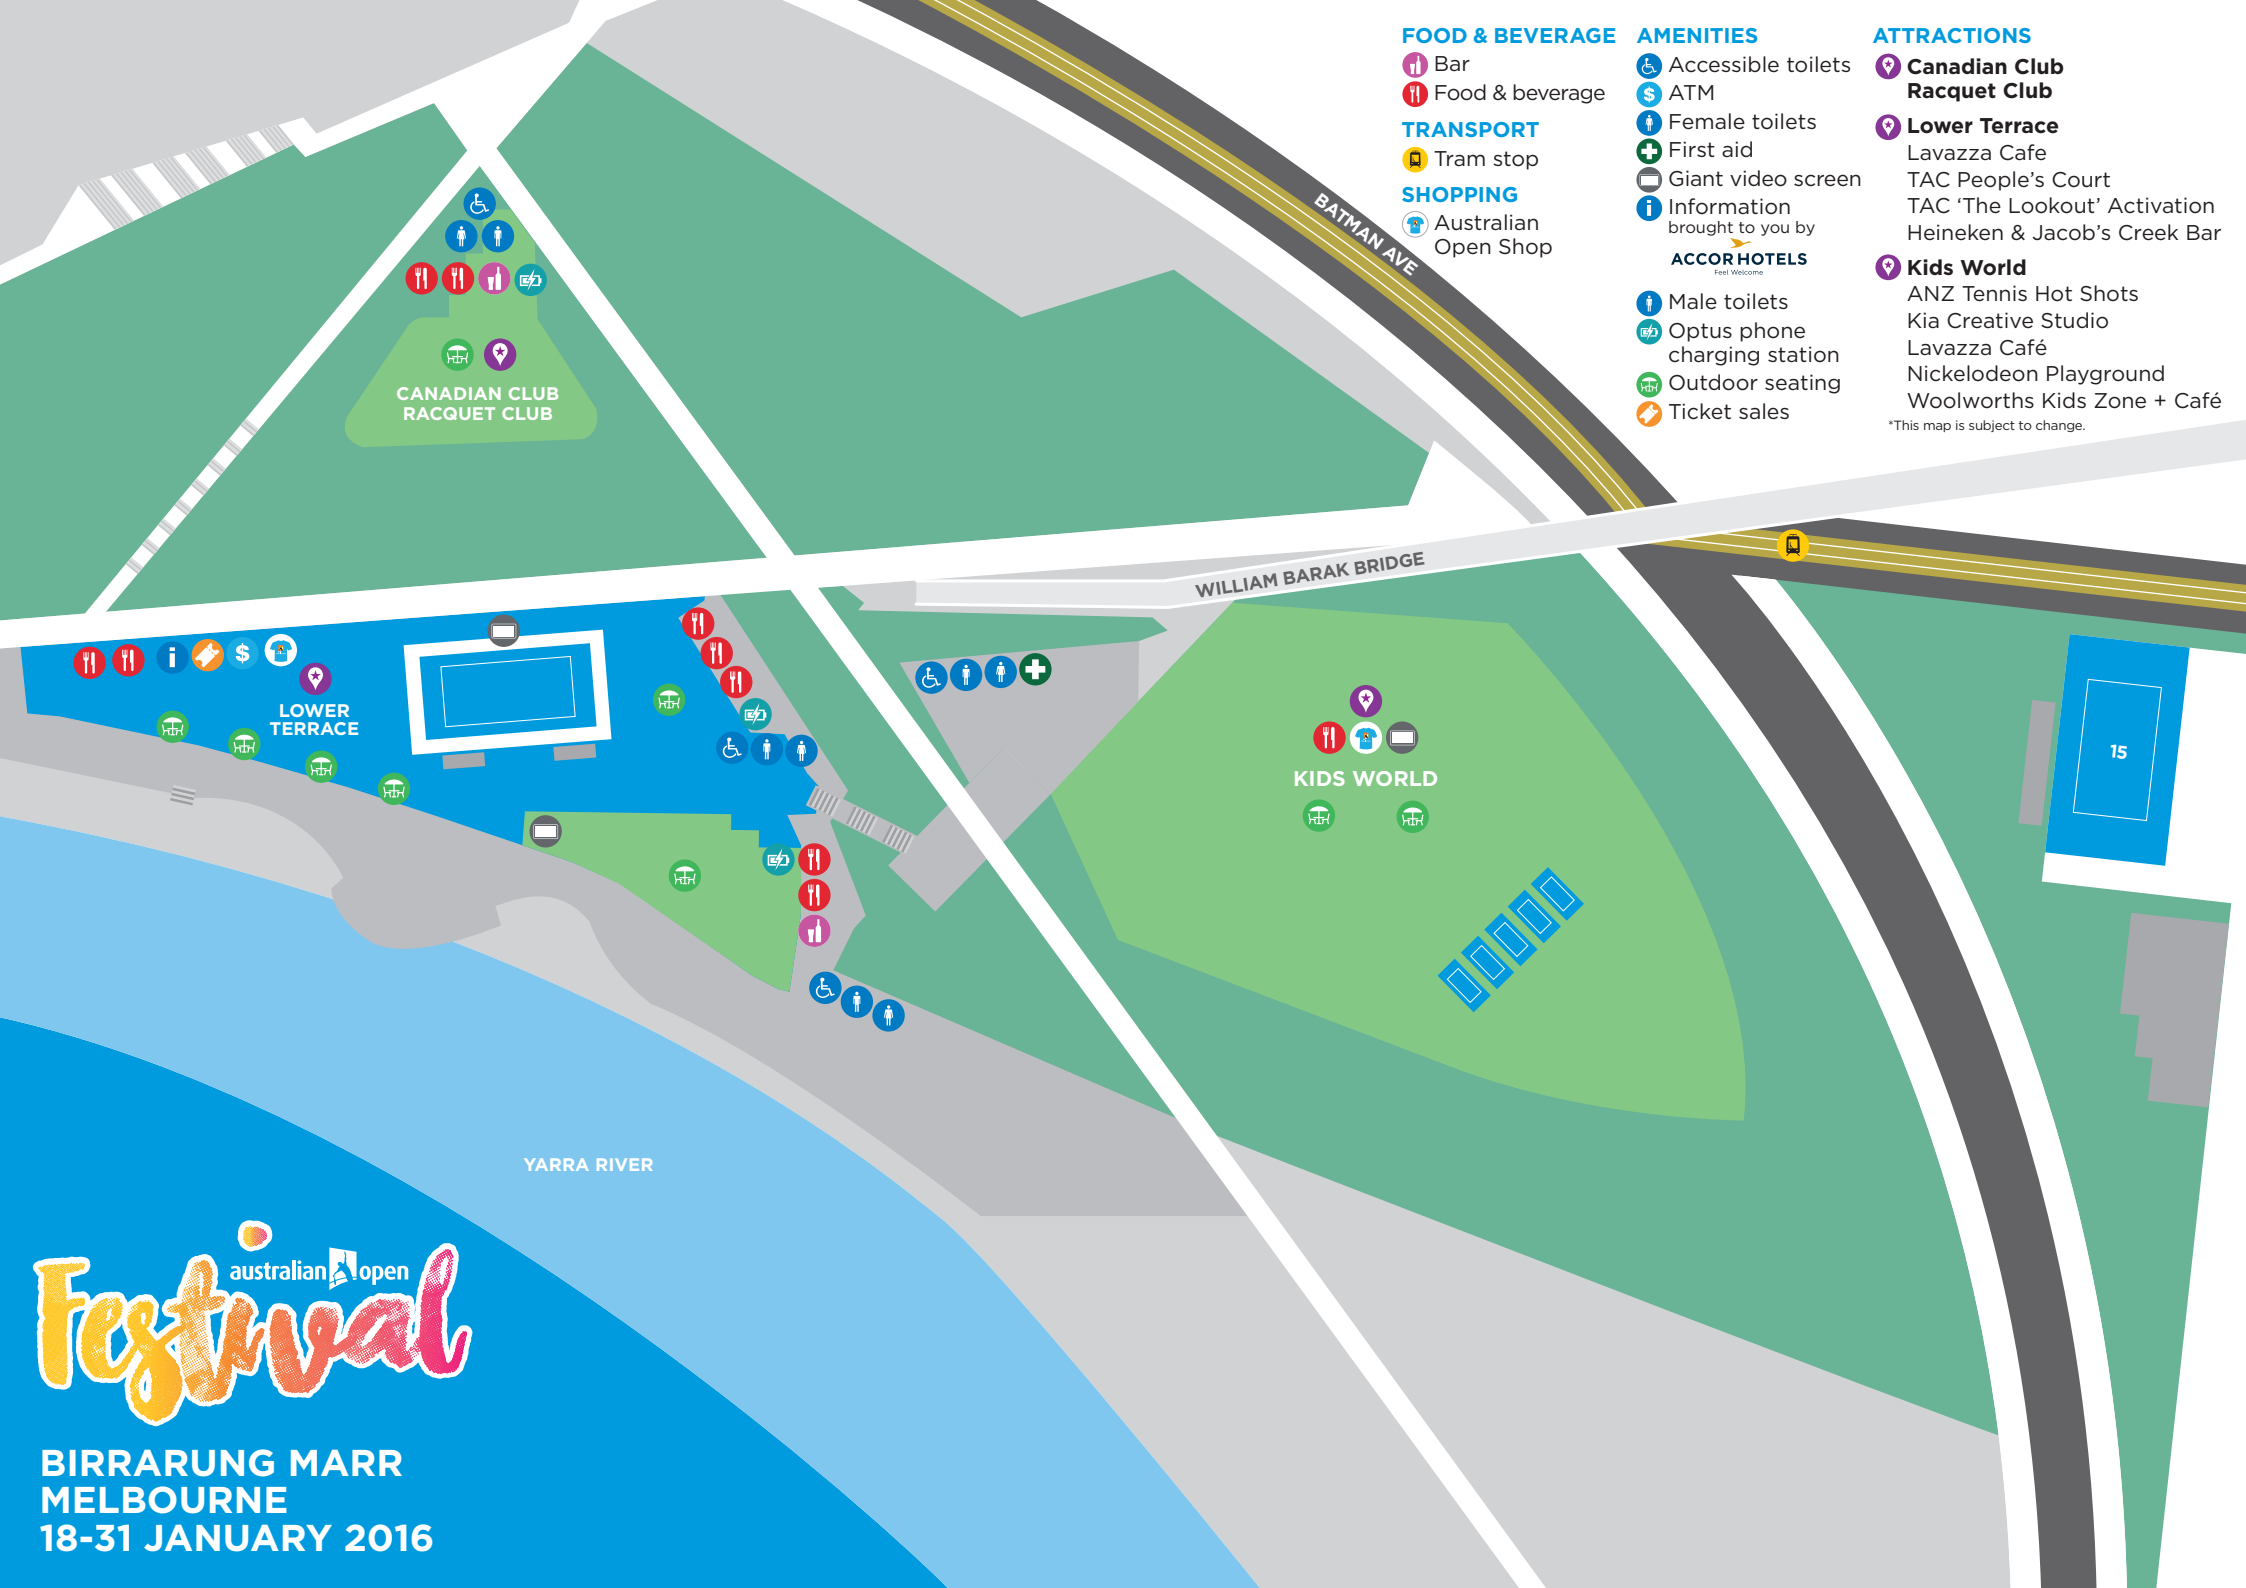 FOOD & BEVERAGE
Bar
Food & beverage
TRANSPORT
Tram stop
SHOPPING
Australian
Open Shop
AMENITIES
Accessible toilets
$ ATM
Female toilets
First aid
Giant video screen
i Information
brought to you by
ACCOR HOTELS
Feel Welcome
Male toilets
Optus phone
charging station
Outdoor seating
Ticket sales
ATTRACTIONS
Canadian Club
Racquet Club
Lower Terrace
Lavazza Cafe
TAC People's Court
TAC ‘The Lookout’ Activation
Heineken & Jacob's Creek Bar
Kids World
ANZ Tennis Hot Shots
Kia Creative Studio
Lavazza Café
Nickelodeon Playground
Woolworths Kids Zone + Café
*This map is subject to change.
BATMAN AVE
CANADIAN CLUB
RACQUET CLUB
WILLIAM BARAK BRIDGE
i $
LOWER
TERRACE
KIDS WORLD
15
YARRA RIVER
australian open
Festival
BIRRARUNG MARR
MELBOURNE
18-31 JANUARY 2016